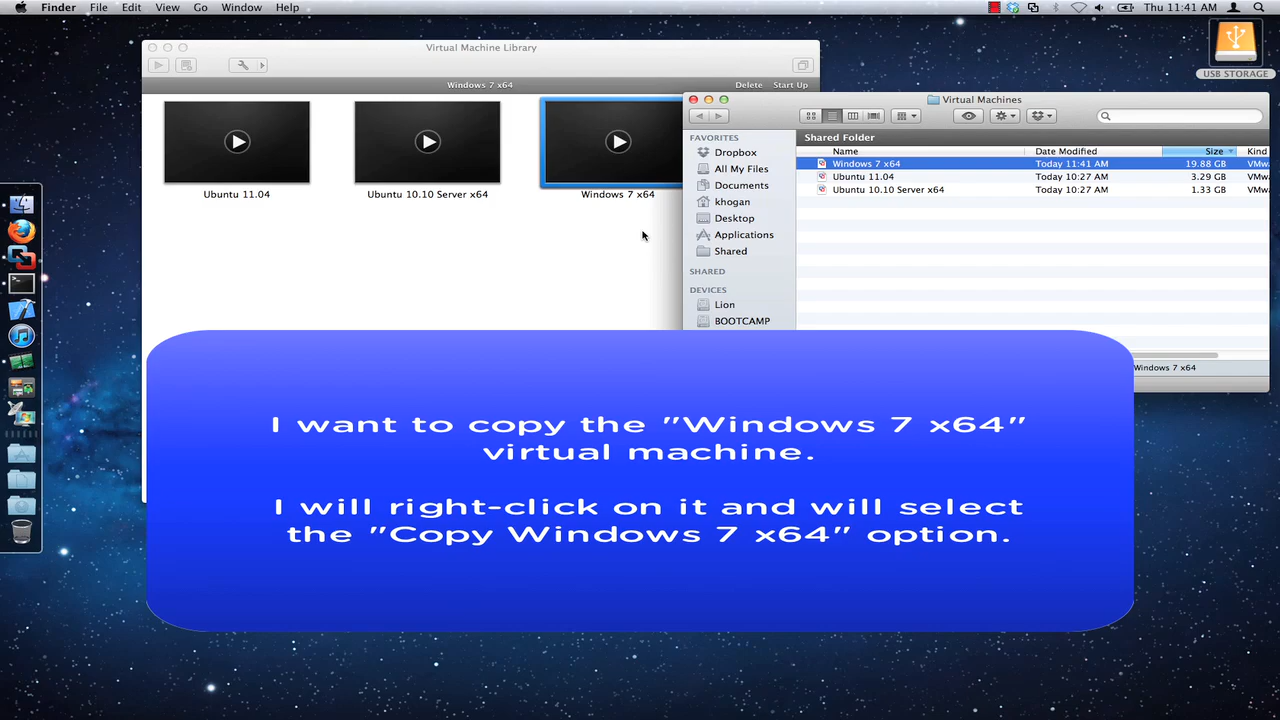 Finder File Edit View Go Window Help
Thu 11:41 AM
USB STORAGE
Virtual Machine Library
Windows 7 x64 Delete Start Up
Ubuntu 11.04 Ubuntu 10.10 Server x64 Windows 7 x64
Virtual Machines
FAVORITES
Dropbox
All My Files
Documents
khogan
Desktop
Applications
Shared
SHARED
DEVICES
Lion
BOOTCAMP
Shared Folder
Name Date Modified Size Kind
Windows 7 x64 Today 11:41 AM 19.88 GB VMw
Ubuntu 11.04 Today 10:27 AM 3.29 GB VMw
Ubuntu 10.10 Server x64 Today 10:27 AM 1.33 GB VMw
Windows 7 x64
I want to copy the "Windows 7 x64"
virtual machine.
I will right-click on it and will select
the "Copy Windows 7 x64" option.